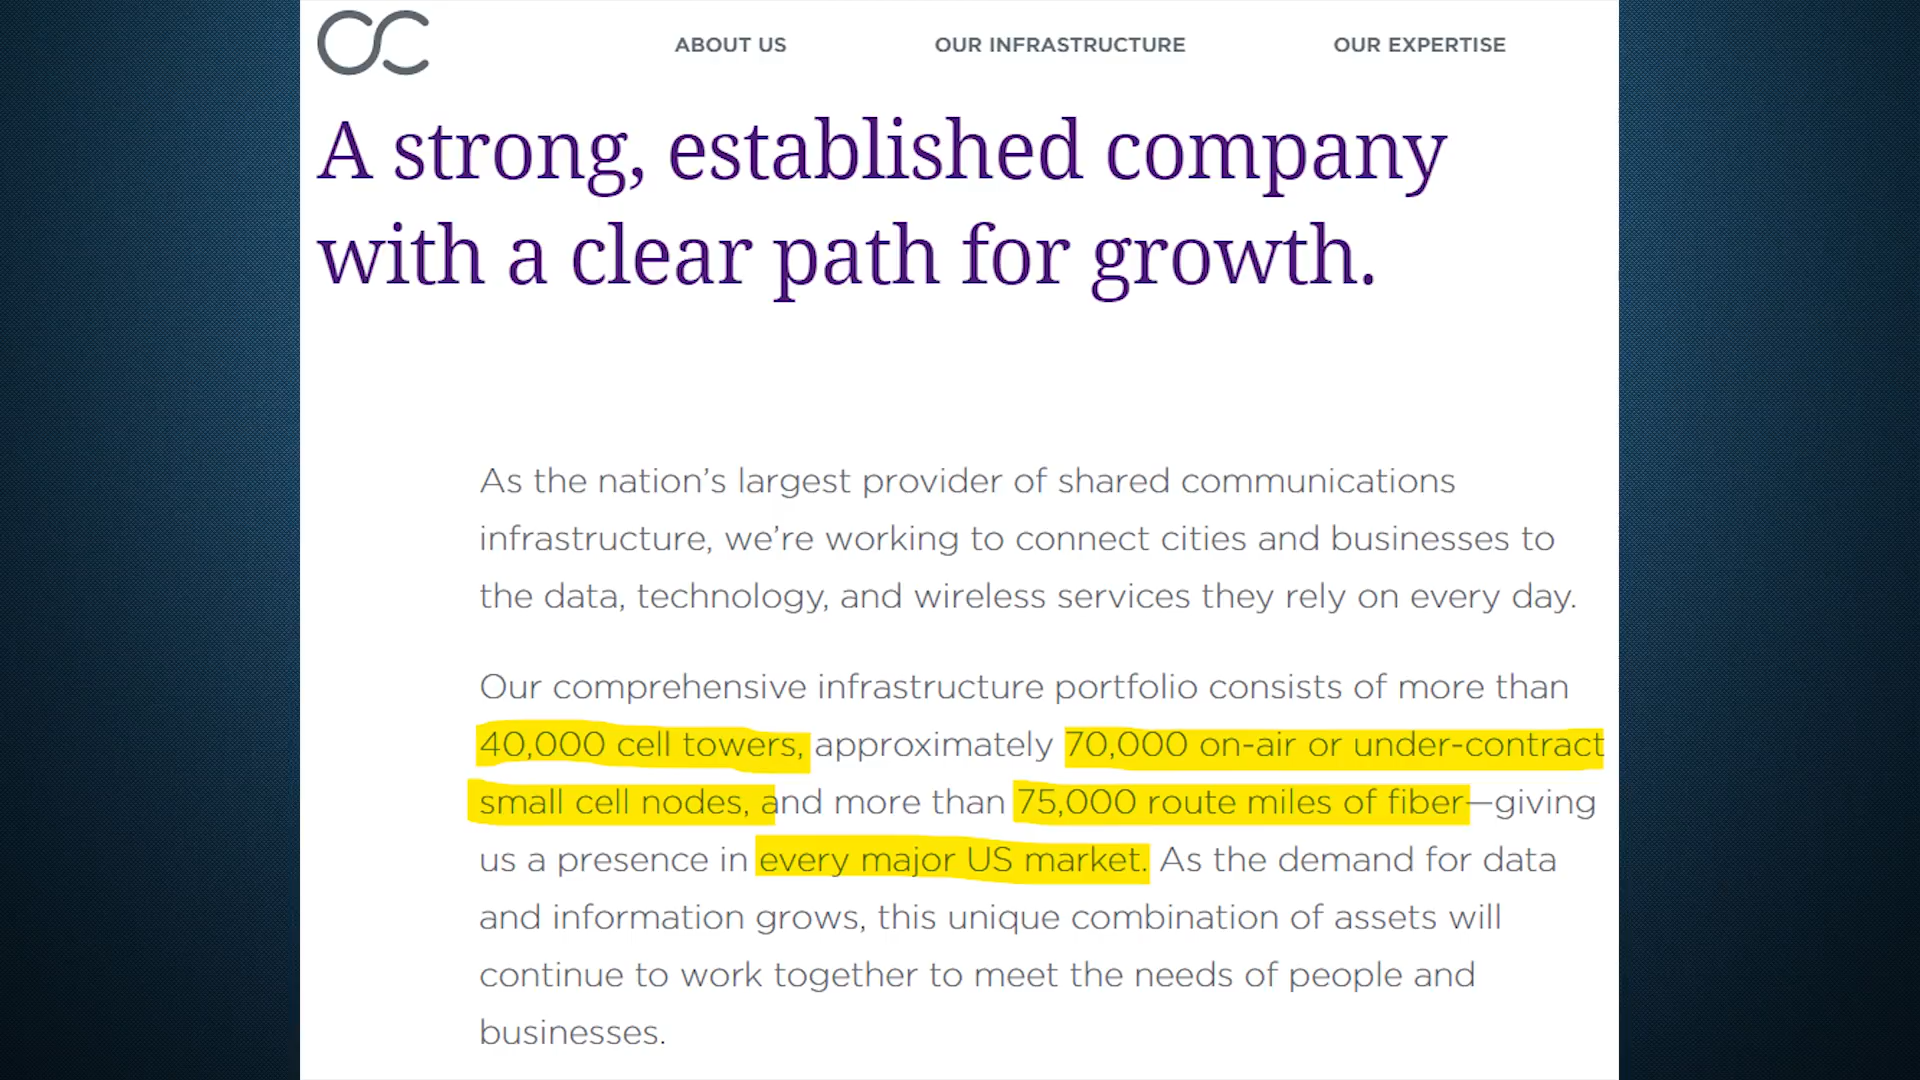 ABOUT US OUR INFRASTRUCTURE OUR EXPERTISE
A strong, established company
with a clear path for growth.
As the nation’s largest provider of shared communications
infrastructure, we’re working to connect cities and businesses to
the data, technology, and wireless services they rely on every day.
Our comprehensive infrastructure portfolio consists of more than
40,000 cell towers, approximately 70,000 on-air or under-contract
small cell nodes, and more than 75,000 route miles of fiber—giving
us a presence in every major US market. As the demand for data
and information grows, this unique combination of assets will
continue to work together to meet the needs of people and
businesses.